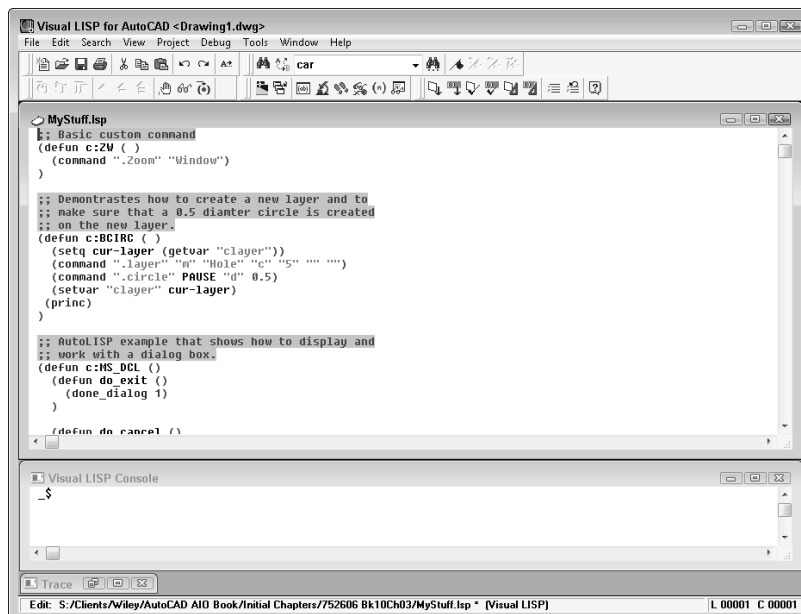 Visual LISP for AutoCAD <Drawing1.dwg>
File Edit Search View Project Debug Tools Window Help
car
MyStuff.lsp
;; Basic custom command
(defun c:ZW ( )
(command ".Zoom" "Window")
)
;; Demontrastes how to create a new layer and to
;; make sure that a 0.5 diamter circle is created
;; on the new layer.
(defun c:BCIRC ( )
(setq cur-layer (getvar "clayer"))
(command ".layer" "m" "Hole" "c" "5" "" "")
(command ".circle" PAUSE "d" 0.5)
(setvar "clayer" cur-layer)
(princ)
)
;; AutoLISP example that shows how to display and
;; work with a dialog box.
(defun c:MS_DCL ()
(defun do_exit ()
(done_dialog 1)
)
(defun do_cancel ()
Visual LISP Console
_$
Trace
Edit: S:/Clients/Wiley/AutoCAD AIO Book/Initial Chapters/752606 Bk10Ch03/MyStuff.lsp * (Visual LISP) L 00001 C 00001